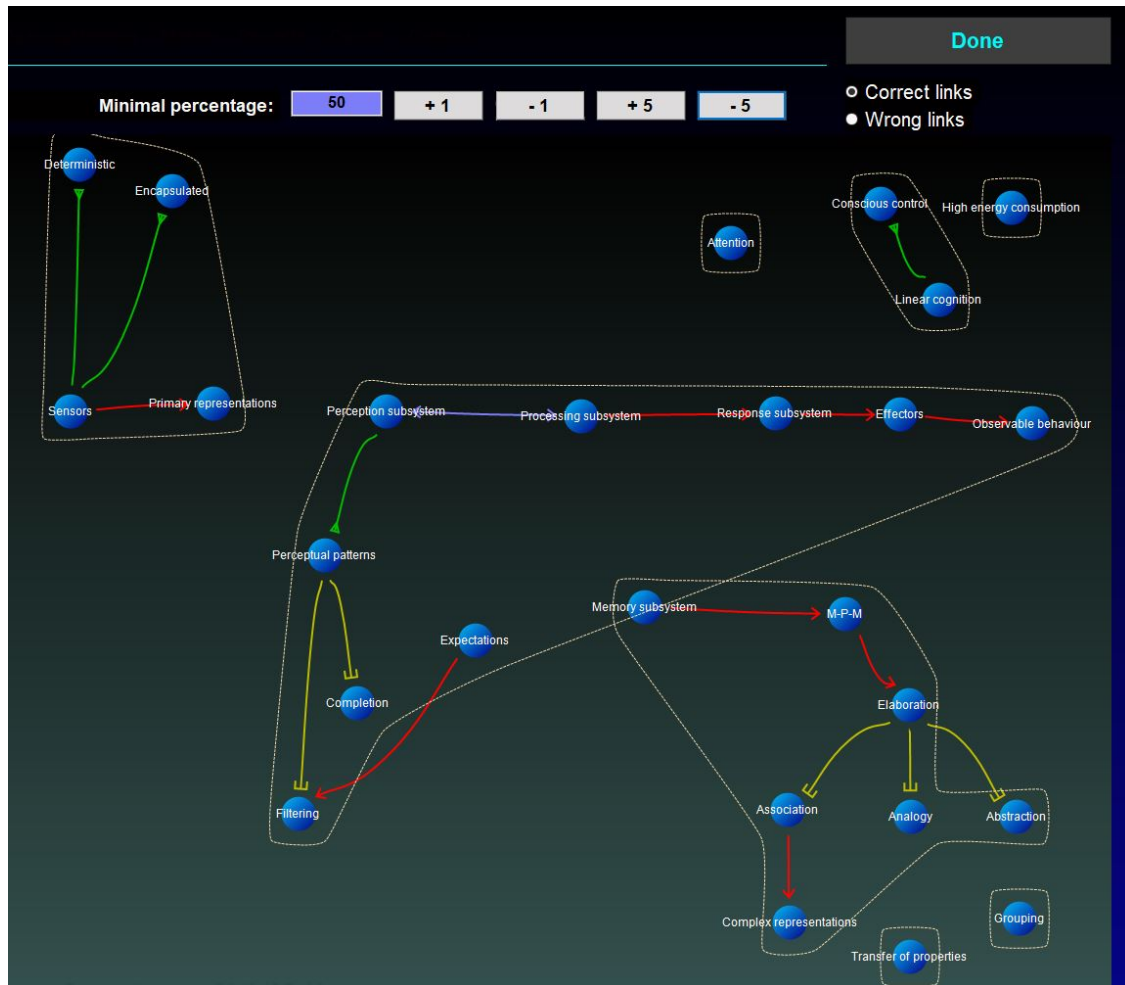 Done
Minimal percentage: 50 + 1 - 1 + 5 - 5
Correct links
Wrong links
Deterministic
Encapsulated
Conscious control
High energy consumption
Attention
Linear cognition
Sensors
Primary representations
Perception subsystem
Processing subsystem
Response subsystem
Effectors
Observable behaviour
Perceptual patterns
Memory subsystem
M-P-M
Expectations
Completion
Elaboration
Filtering
Association
Analogy
Abstraction
Complex representations
Grouping
Transfer of properties